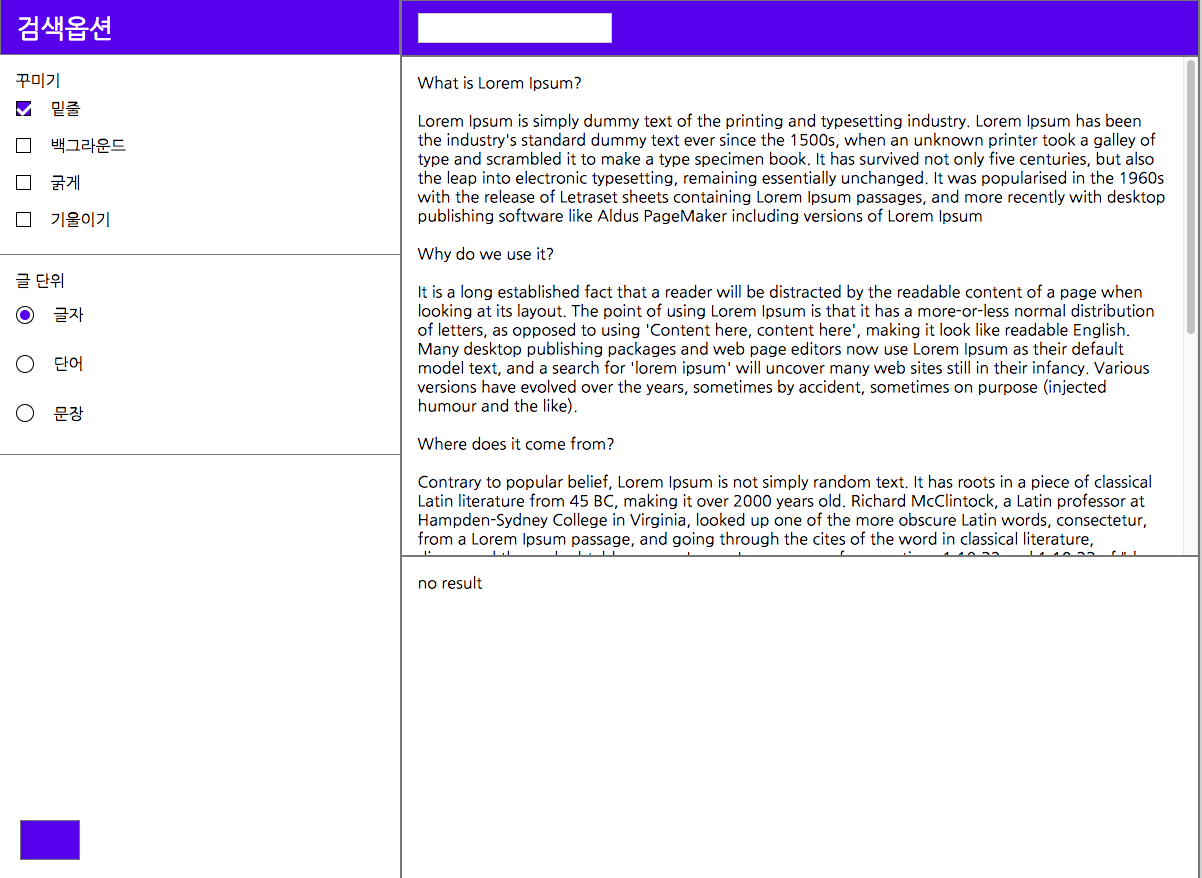 검색옵션
꾸미기
밑줄
백그라운드
굵게
기울이기
글 단위
글자
단어
문장
What is Lorem Ipsum?
Lorem Ipsum is simply dummy text of the printing and typesetting industry. Lorem Ipsum has been
the industry's standard dummy text ever since the 1500s, when an unknown printer took a galley of
type and scrambled it to make a type specimen book. It has survived not only five centuries, but also
the leap into electronic typesetting, remaining essentially unchanged. It was popularised in the 1960s
with the release of Letraset sheets containing Lorem Ipsum passages, and more recently with desktop
publishing software like Aldus PageMaker including versions of Lorem Ipsum
Why do we use it?
It is a long established fact that a reader will be distracted by the readable content of a page when
looking at its layout. The point of using Lorem Ipsum is that it has a more-or-less normal distribution
of letters, as opposed to using 'Content here, content here', making it look like readable English.
Many desktop publishing packages and web page editors now use Lorem Ipsum as their default
model text, and a search for 'lorem ipsum' will uncover many web sites still in their infancy. Various
versions have evolved over the years, sometimes by accident, sometimes on purpose (injected
humour and the like).
Where does it come from?
Contrary to popular belief, Lorem Ipsum is not simply random text. It has roots in a piece of classical
Latin literature from 45 BC, making it over 2000 years old. Richard McClintock, a Latin professor at
Hampden-Sydney College in Virginia, looked up one of the more obscure Latin words, consectetur,
from a Lorem Ipsum passage, and going through the cites of the word in classical literature,
no result